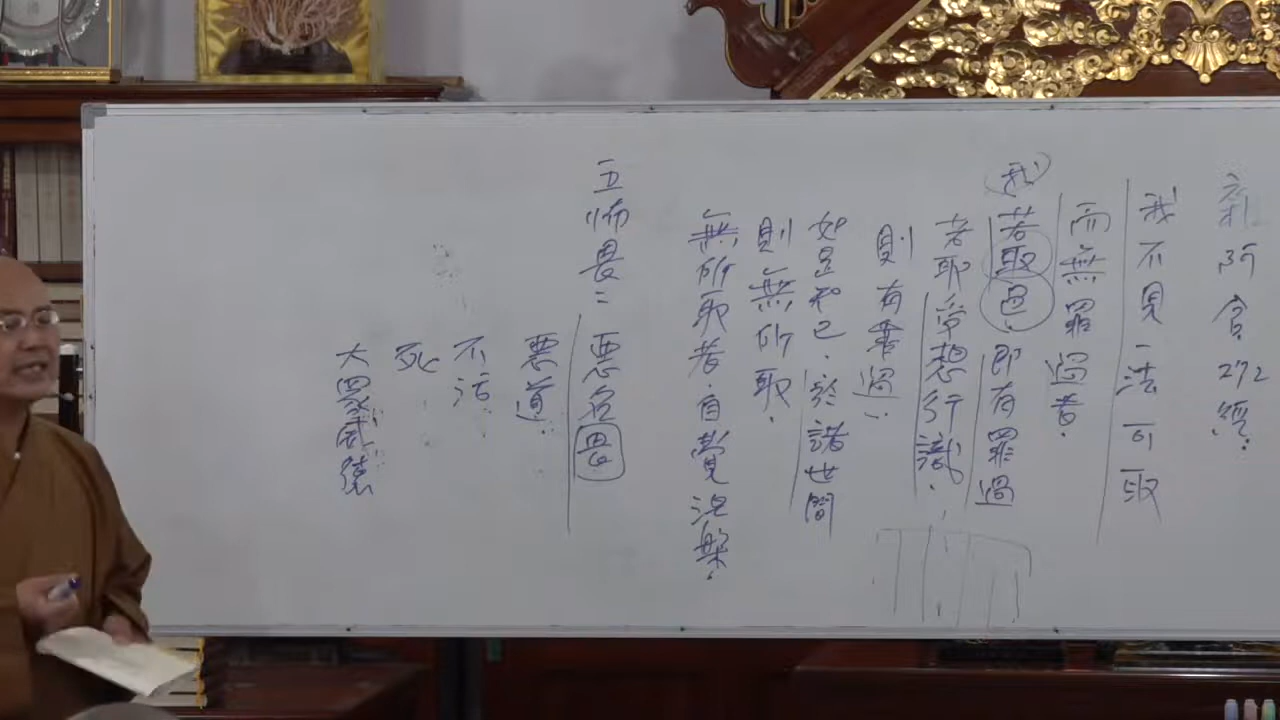 雜阿含272經.
我不見一法可取
而無罪過者.
我若取色,即有罪過
若取受想行識.
則有罪過..
如是知已.於諸世間
則無所取.
無所取者.自覺涅槃.
五怖畏:惡名畏
惡道.
不活.
死
大眾威德